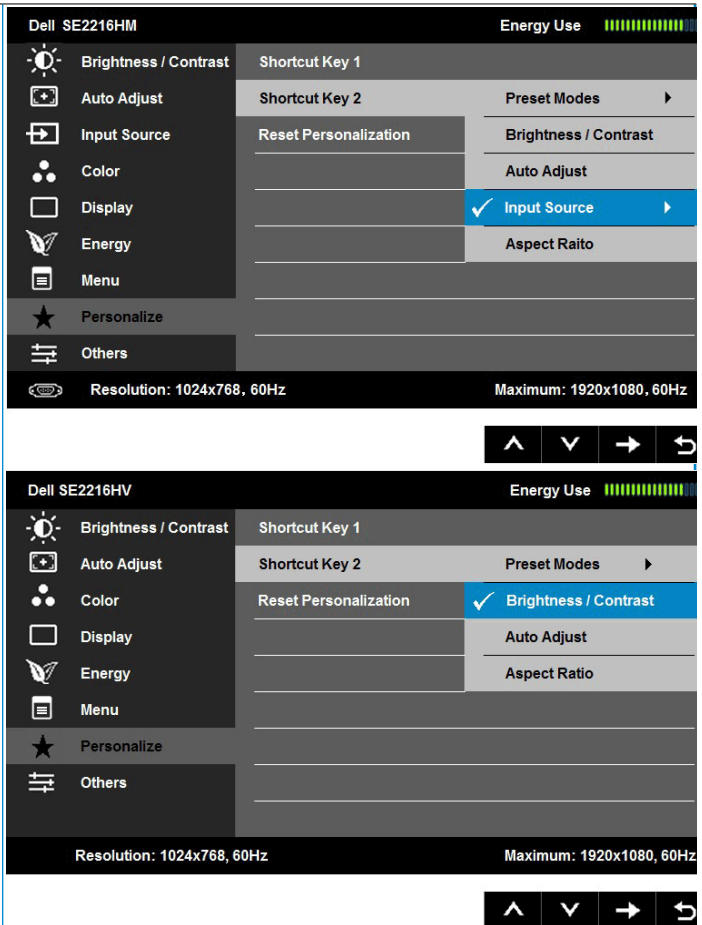 Dell SE2216HM Energy Use
Brightness / Contrast Shortcut Key 1
Auto Adjust Shortcut Key 2 Preset Modes
Input Source Reset Personalization Brightness / Contrast
Color Auto Adjust
Display Input Source
Energy Aspect Raito
Menu
Personalize
Others
Resolution: 1024x768, 60Hz Maximum: 1920x1080, 60Hz
Dell SE2216HV Energy Use
Brightness / Contrast Shortcut Key 1
Auto Adjust Shortcut Key 2 Preset Modes
Color Reset Personalization Brightness / Contrast
Display Auto Adjust
Energy Aspect Ratio
Menu
Personalize
Others
Resolution: 1024x768, 60Hz Maximum: 1920x1080, 60Hz